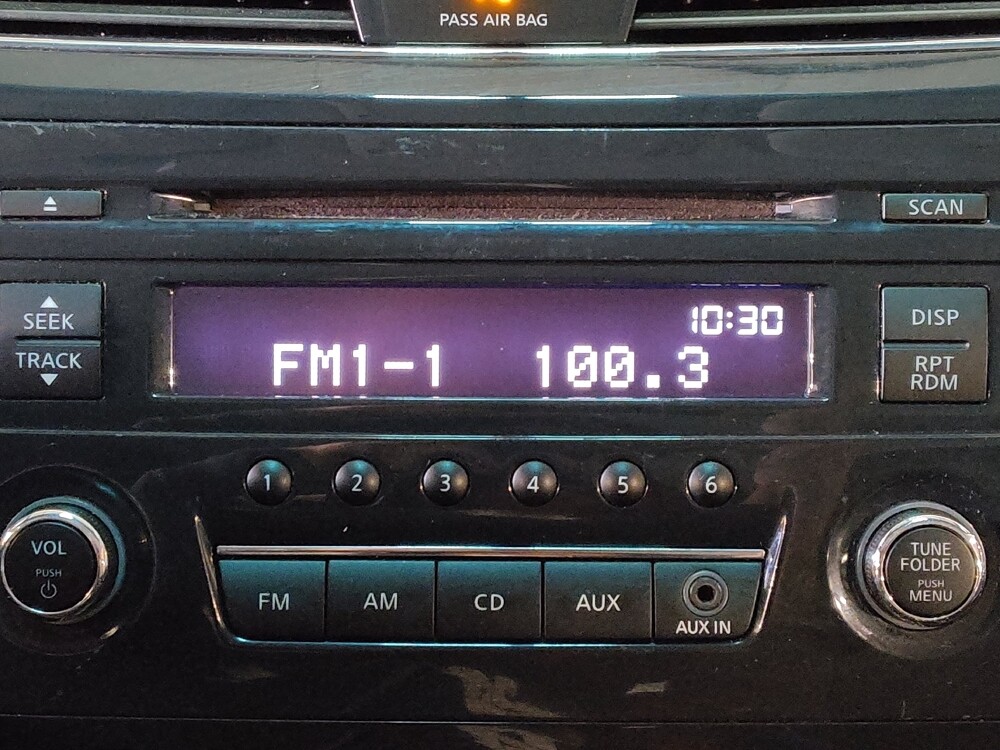 PASS AIR BAG
SCAN
SEEK
TRACK
10:30
FM1-1 100.3
DISP
RPT
RDM
1 2 3 4 5 6
VOL
PUSH
FM AM CD AUX
AUX IN
TUNE
FOLDER
PUSH
MENU